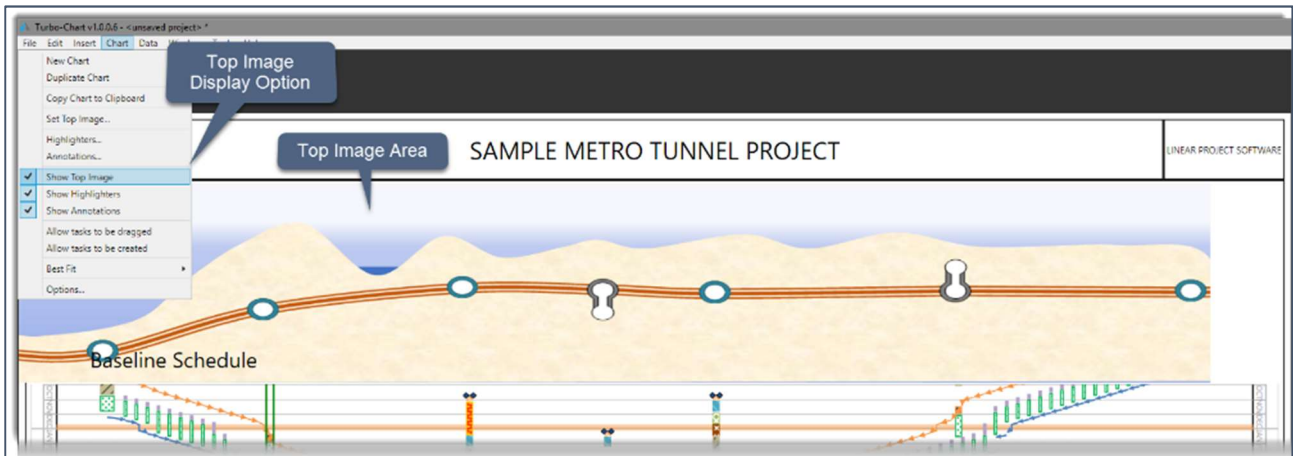 Turbo-Chart v1.0.0.6 - <unsaved project> *
File Edit Insert Chart Data
New Chart
Duplicate Chart
Copy Chart to Clipboard
Set Top Image...
Highlighters...
Annotations...
Show Top Image
Show Highlighters
Show Annotations
Allow tasks to be dragged
Allow tasks to be created
Best Fit
Options...
Top Image
Display Option
Top Image Area
SAMPLE METRO TUNNEL PROJECT
LINEAR PROJECT SOFTWARE
Baseline Schedule